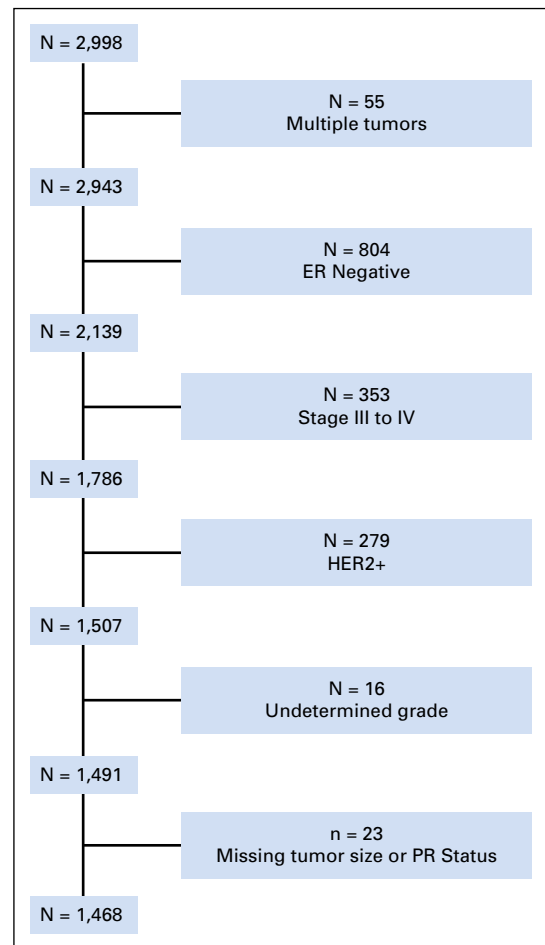 N = 2,998
N = 55
Multiple tumors
N = 2,943
N = 804
ER Negative
N = 2,139
N = 353
Stage III to IV
N = 1,786
N = 279
HER2+
N = 1,507
N = 16
Undetermined grade
N = 1,491
n = 23
Missing tumor size or PR Status
N = 1,468